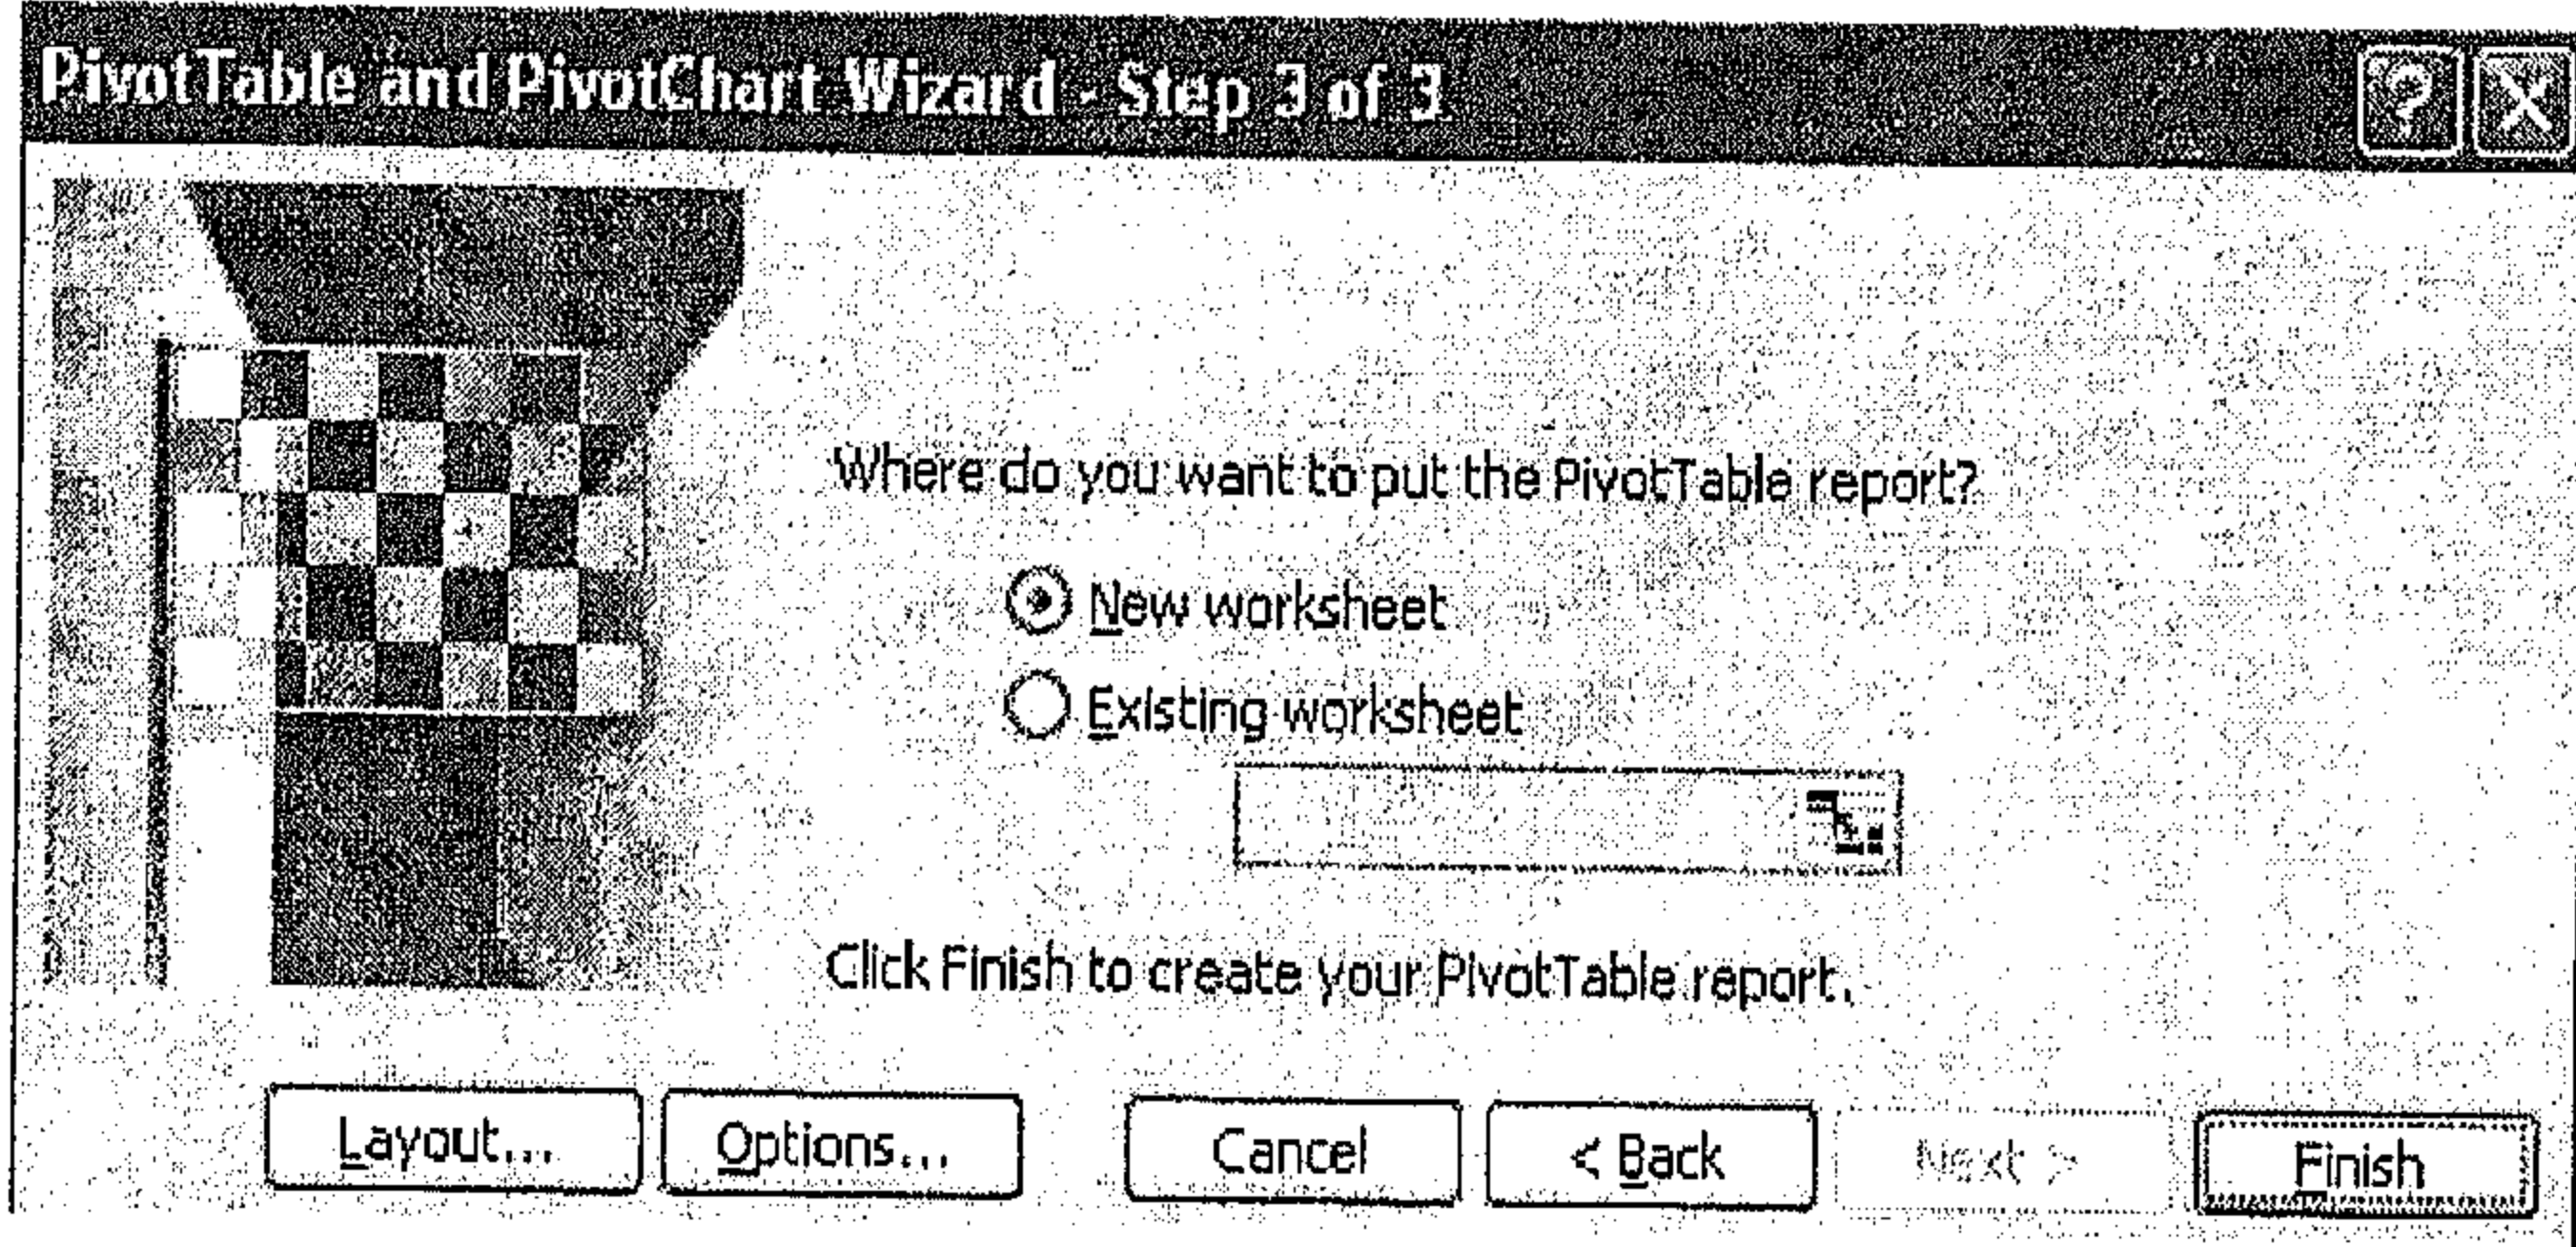 PivotTable and PivotChart Wizard - Step 3 of 3
Where do you want to put the PivotTable report?
New worksheet
Existing worksheet
Click Finish to create your PivotTable report.
Layout... Options... Cancel < Back Next > Finish